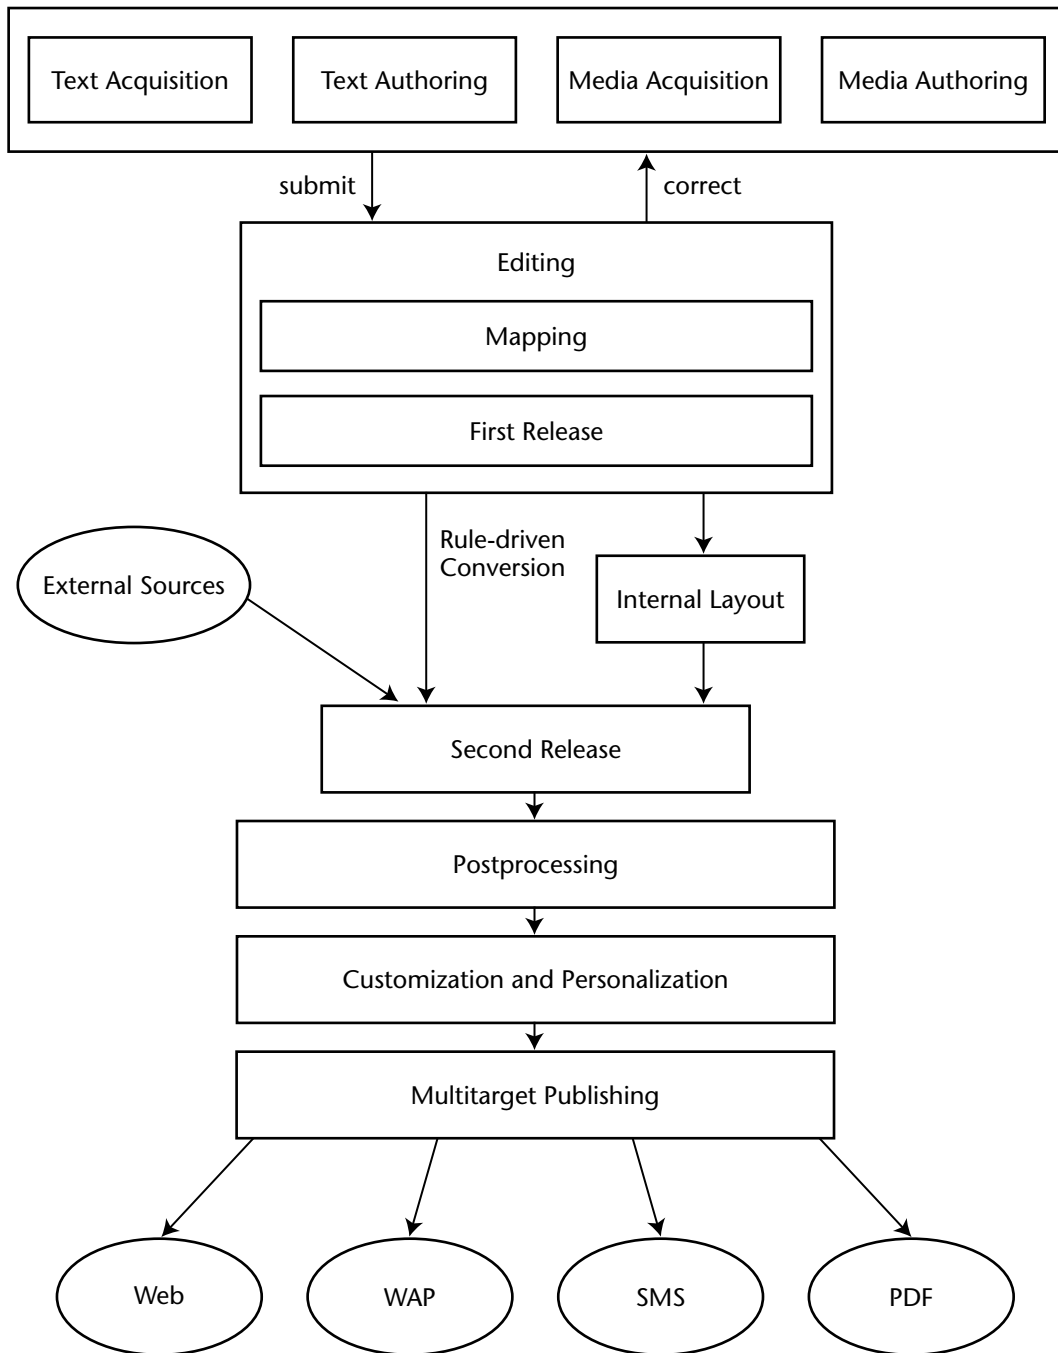 Text Acquisition
Text Authoring
Media Acquisition
Media Authoring
submit
correct
Editing
Mapping
First Release
Rule-driven
Conversion
External Sources
Internal Layout
Second Release
Postprocessing
Customization and Personalization
Multitarget Publishing
Web
WAP
SMS
PDF